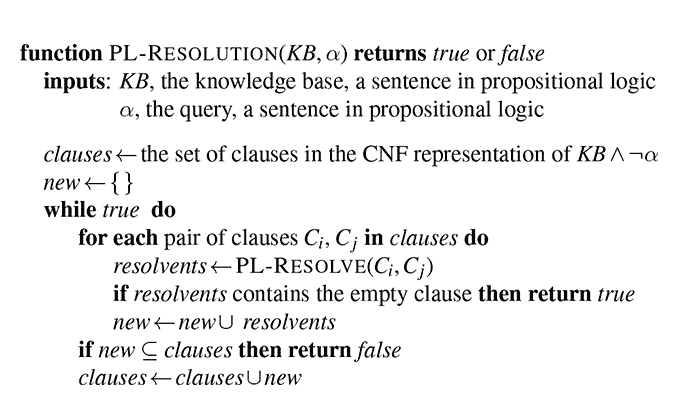 function PL-RESOLUTION(KB, α) returns true or false
inputs: KB, the knowledge base, a sentence in propositional logic
α, the query, a sentence in propositional logic
clauses ← the set of clauses in the CNF representation of KB ∧ ¬α
new ← { }
while true do
for each pair of clauses Cᵢ, Cⱼ in clauses do
resolvents ← PL-RESOLVE(Cᵢ, Cⱼ)
if resolvents contains the empty clause then return true
new ← new ∪ resolvents
if new ⊆ clauses then return false
clauses ← clauses ∪ new